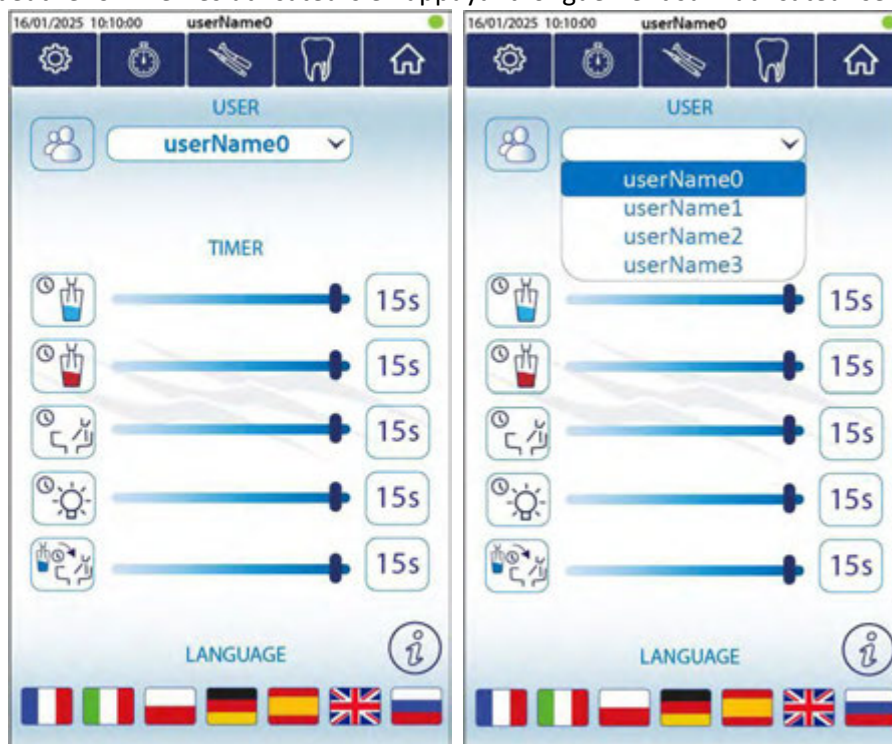 16/01/2025 10:10:00 userName0
USER
userName0
TIMER
15s
15s
15s
15s
15s
LANGUAGE
i
16/01/2025 10:10:00 userName0
USER
userName0
userName1
userName2
userName3
15s
15s
15s
15s
15s
LANGUAGE
i